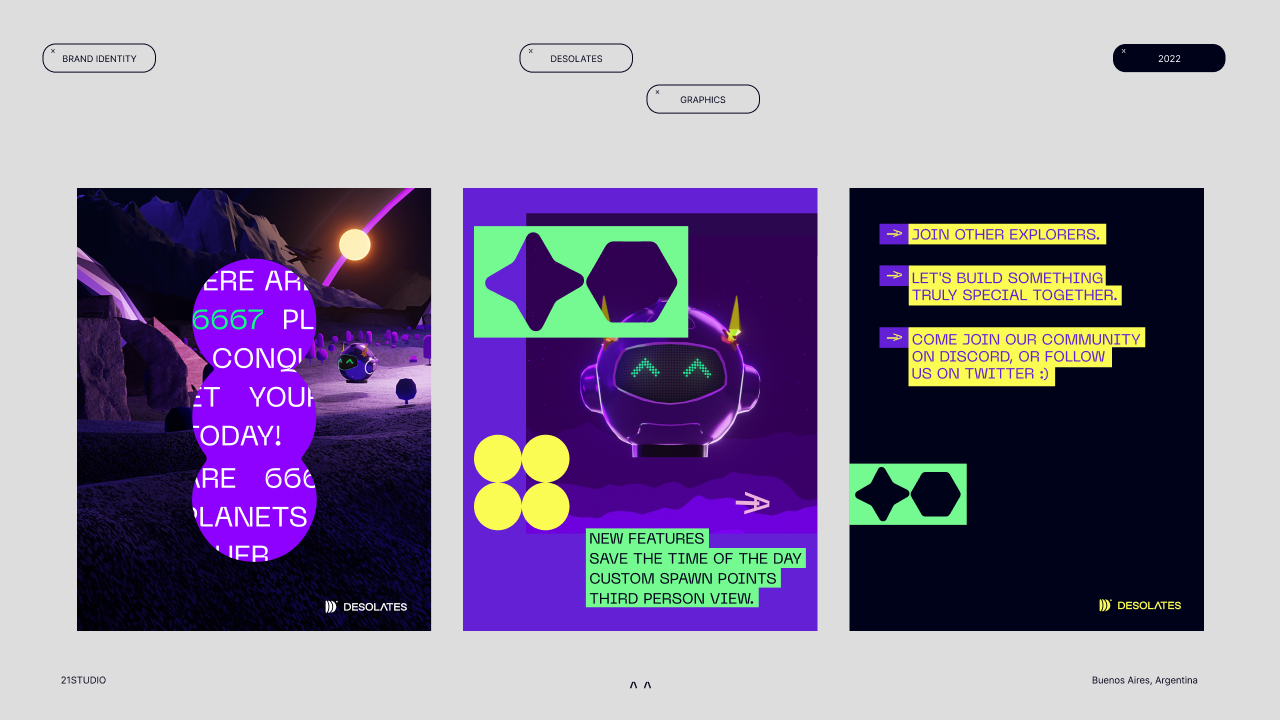 x
BRAND IDENTITY
x
DESOLATES
x
2022
x
GRAPHICS
ERE AR
6667 PL
CONQU
ET YOUR
TODAY!
ARE 666
PLANETS
UER
DESOLATES
NEW FEATURES
SAVE THE TIME OF THE DAY
CUSTOM SPAWN POINTS
THIRD PERSON VIEW.
JOIN OTHER EXPLORERS.
LET'S BUILD SOMETHING
TRULY SPECIAL TOGETHER.
COME JOIN OUR COMMUNITY
ON DISCORD, OR FOLLOW
US ON TWITTER :)
DESOLATES
21STUDIO
^ ^
Buenos Aires, Argentina